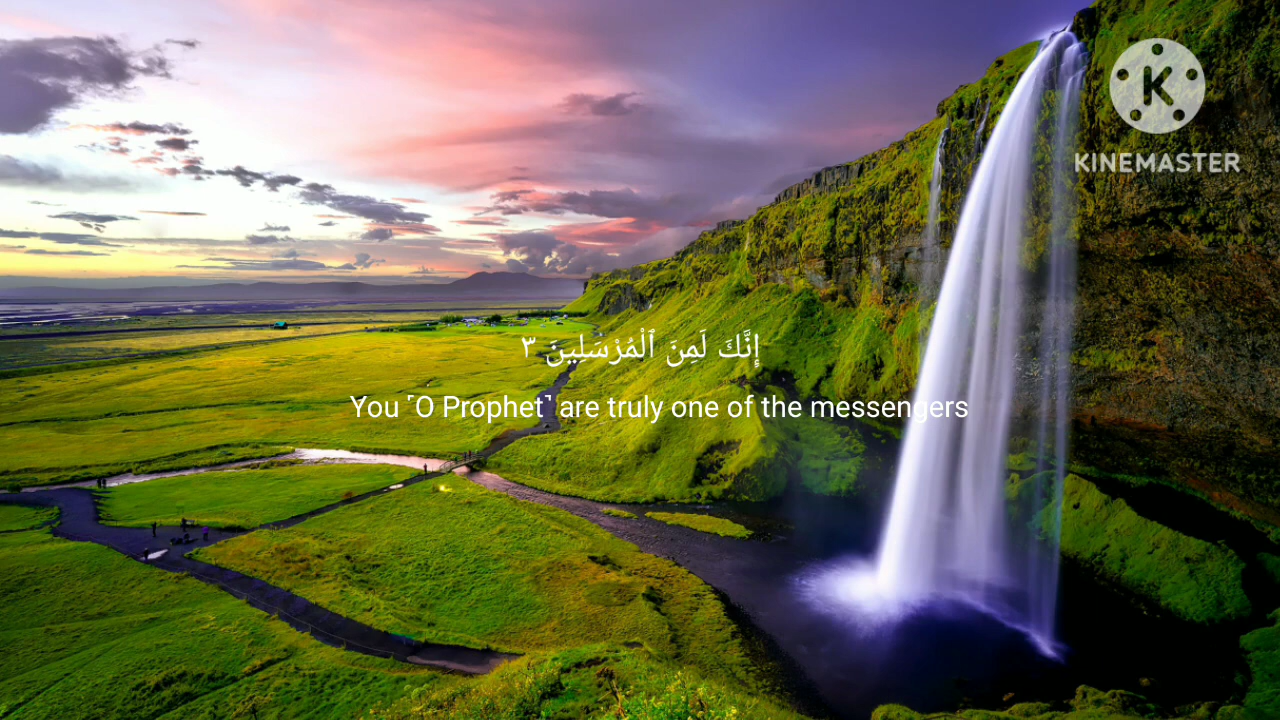 KINEMASTER
إِنَّكَ لَمِنَ ٱلْمُرْسَلِينَ ٣
You ˹O Prophet˺ are truly one of the messengers